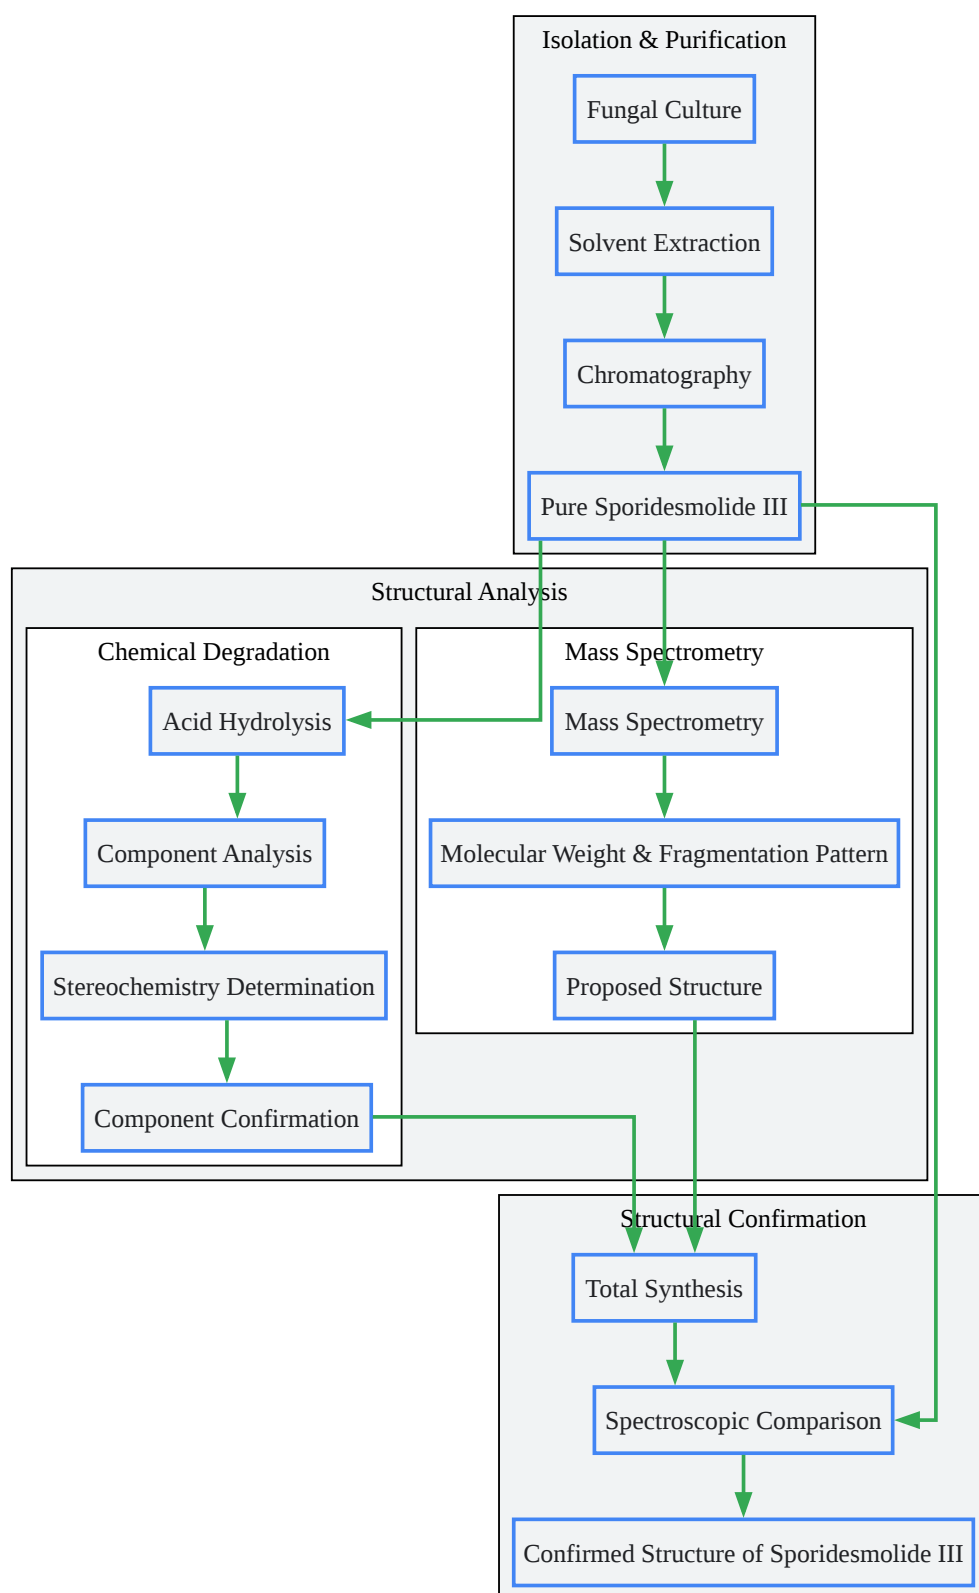 Isolation & Purification
Fungal Culture
Solvent Extraction
Chromatography
Pure Sporidesmolide III
Structural Analysis
Chemical Degradation
Acid Hydrolysis
Component Analysis
Stereochemistry Determination
Component Confirmation
Mass Spectrometry
Mass Spectrometry
Molecular Weight & Fragmentation Pattern
Proposed Structure
Structural Confirmation
Total Synthesis
Spectroscopic Comparison
Confirmed Structure of Sporidesmolide III